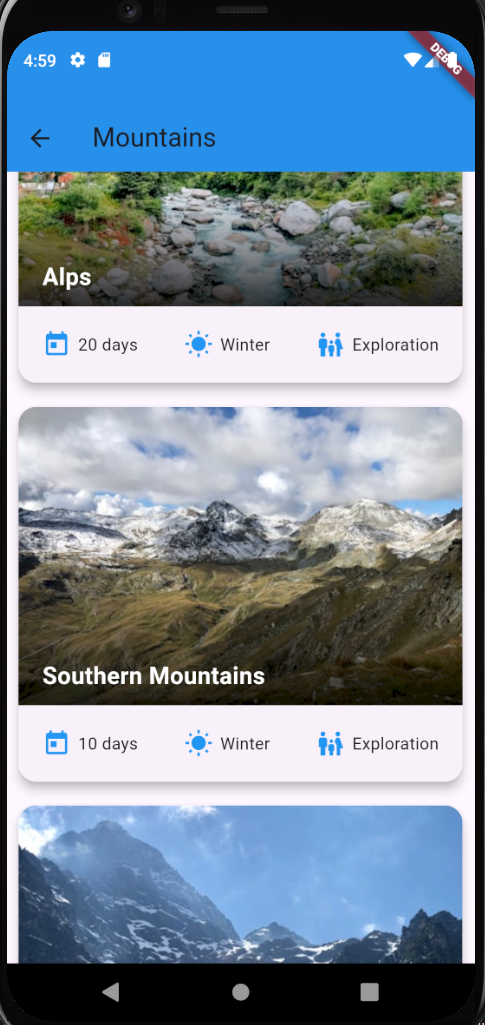 4:59
DEBUG
Mountains
Alps
20 days Winter Exploration
Southern Mountains
10 days Winter Exploration